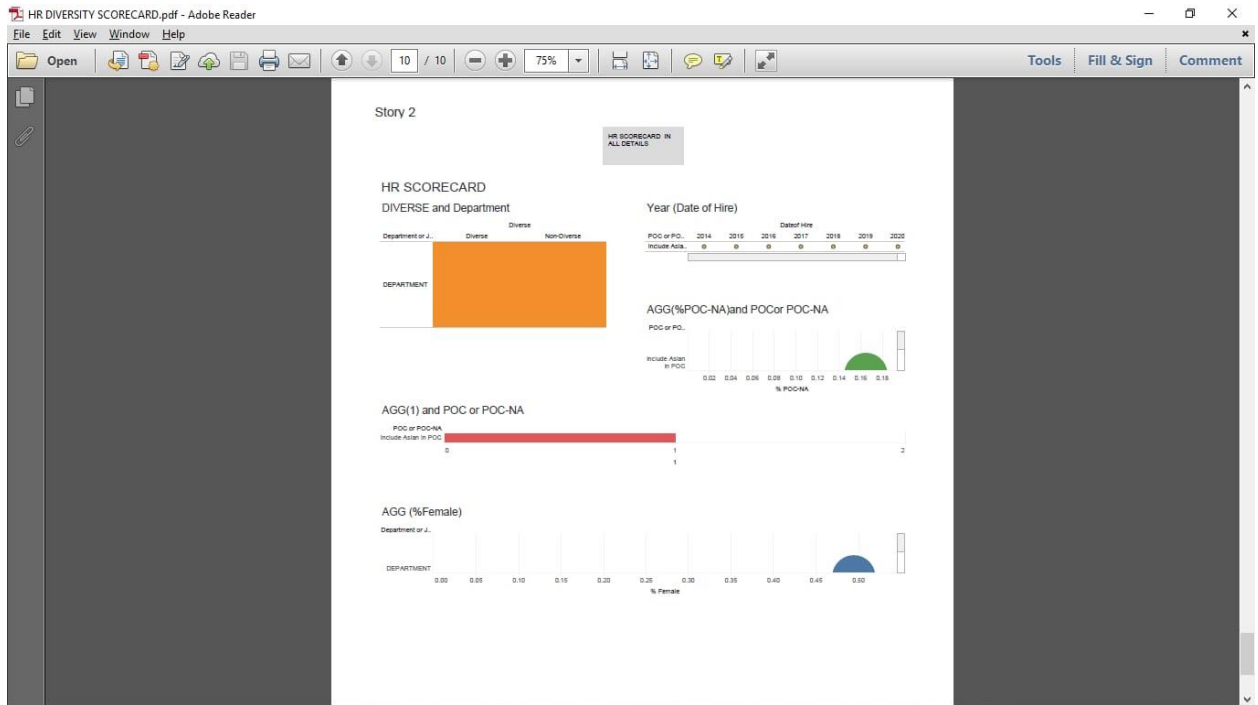 HR DIVERSITY SCORECARD.pdf - Adobe Reader
File Edit View Window Help
Open 10 / 10 75% Tools Fill & Sign Comment
Story 2
HR SCORECARD IN
ALL DETAILS
HR SCORECARD
DIVERSE and Department
Diverse
Department or J.. Diverse Non-Diverse
DEPARTMENT
Year (Date of Hire)
Dateof Hire
POC or PO.. 2014 2015 2016 2017 2018 2019 2020
Include Asia..
AGG(%POC-NA)and POCor POC-NA
POC or PO..
Include Asian
in POC
0.02 0.04 0.06 0.08 0.10 0.12 0.14 0.16 0.18
% POC-NA
AGG(1) and POC or POC-NA
POC or POC-NA
Include Asian in POC
0 1 2
1
AGG (%Female)
Department or J..
DEPARTMENT
0.00 0.05 0.10 0.15 0.20 0.25 0.30 0.35 0.40 0.45 0.50
% Female